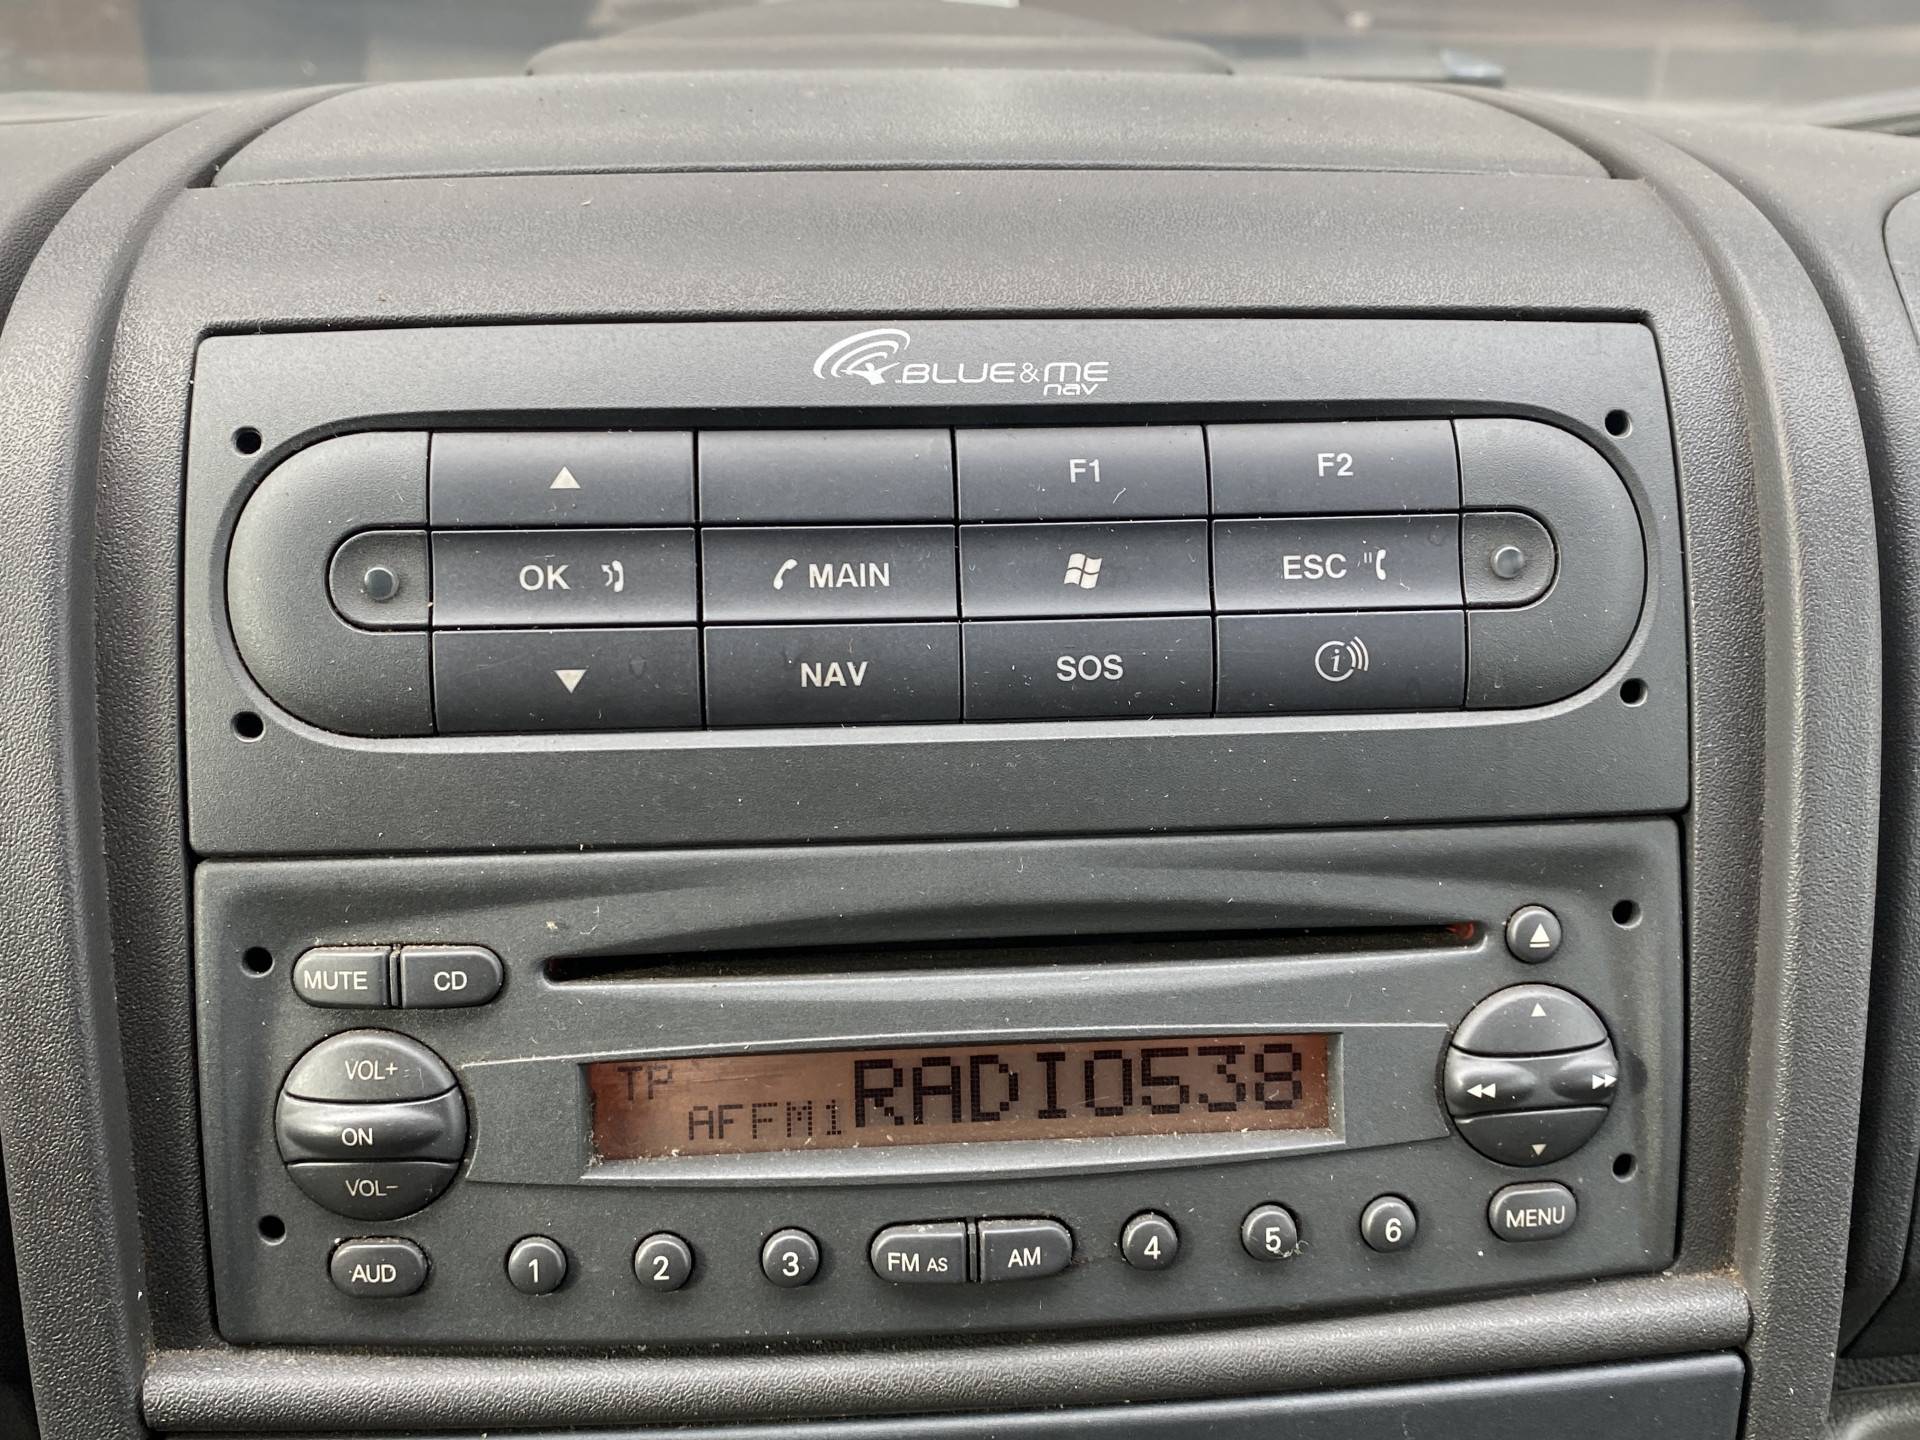 BLUE&ME
nav
F1 F2
OK MAIN ESC
NAV SOS i
MUTE CD
VOL+
ON
VOL-
TP
AF FM1 RADIO538
AUD 1 2 3 FM AS AM 4 5 6 MENU